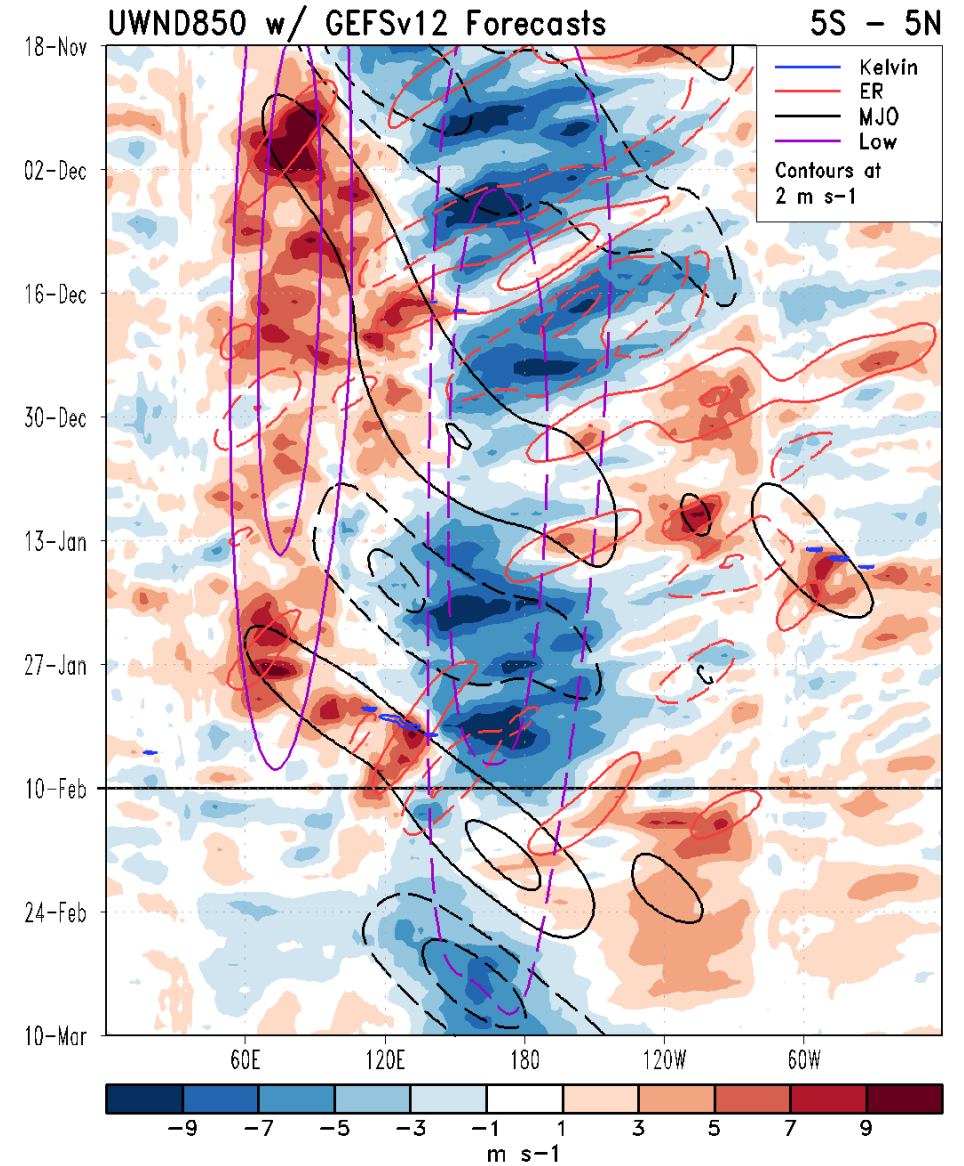 UWND850 w/ GEFSv12 Forecasts 5S - 5N
18-Nov
02-Dec
16-Dec
30-Dec
13-Jan
27-Jan
10-Feb
24-Feb
10-Mar
Kelvin
ER
MJO
Low
Contours at
2 m s-1
60E 120E 180 120W 60W
-9 -7 -5 -3 -1 1 3 5 7 9
m s-1